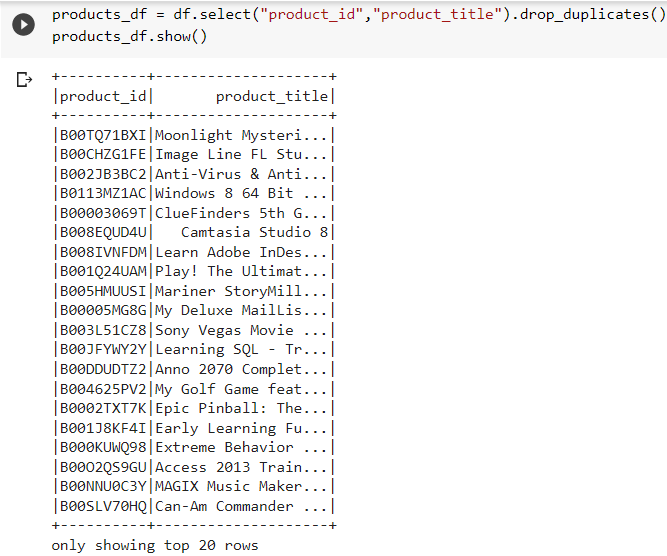 products_df = df.select("product_id","product_title").drop_duplicates()
products_df.show()
+----------+--------------------+
|product_id|       product_title|
+----------+--------------------+
|B00TQ71BXI|Moonlight Mysteri...|
|B00CHZG1FE|Image Line FL Stu...|
|B002JB3BC2|Anti-Virus & Anti...|
|B0113MZ1AC|Windows 8 64 Bit ...|
|B00003069T|ClueFinders 5th G...|
|B008EQUD4U|   Camtasia Studio 8|
|B008IVNFDM|Learn Adobe InDes...|
|B001Q24UAM|Play! The Ultimat...|
|B005HMUUSI|Mariner StoryMill...|
|B00005MG8G|My Deluxe MailLis...|
|B003L51CZ8|Sony Vegas Movie ...|
|B00JFYWY2Y|Learning SQL - Tr...|
|B00DDUDTZ2|Anno 2070 Complet...|
|B004625PV2|My Golf Game feat...|
|B0002TXT7K|Epic Pinball: The...|
|B001J8KF4I|Early Learning Fu...|
|B000KUWQ98|Extreme Behavior ...|
|B00O2QS9GU|Access 2013 Train...|
|B00NNU0C3Y|MAGIX Music Maker...|
|B00SLV70HQ|Can-Am Commander ...|
+----------+--------------------+
only showing top 20 rows